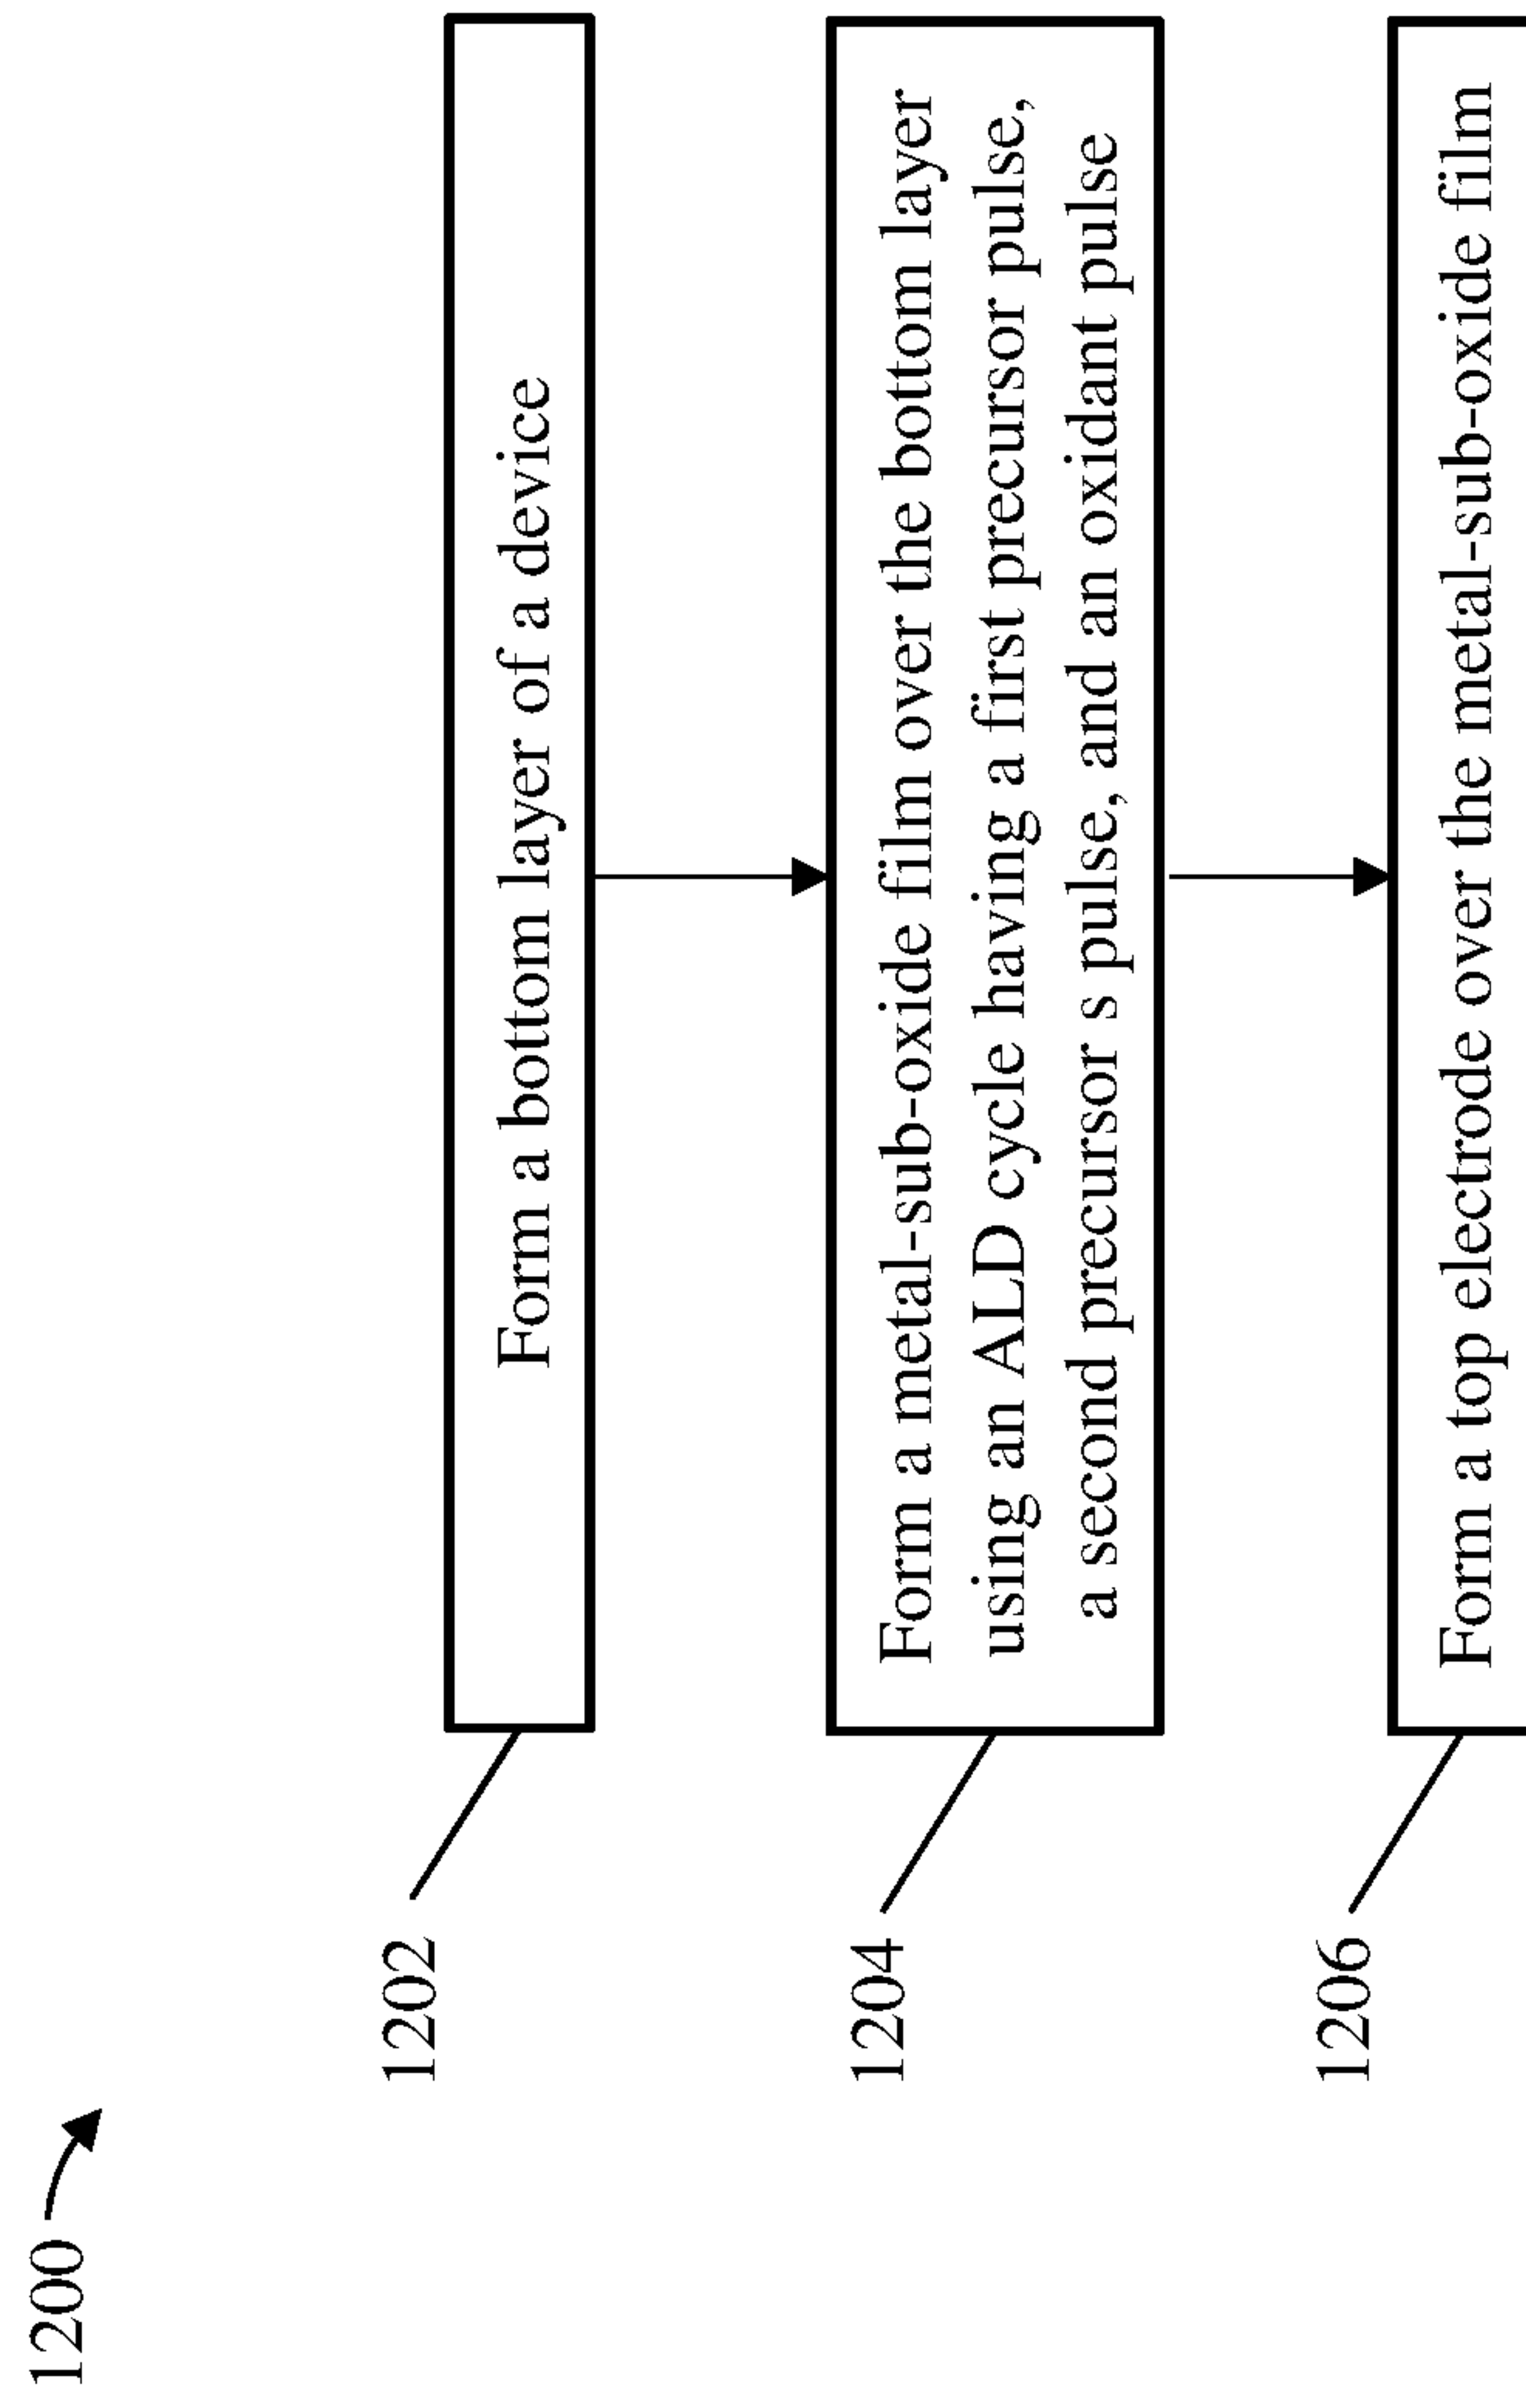 1200
1202
Form a bottom layer of a device
1204
Form a metal-sub-oxide film over the bottom layer
using an ALD cycle having a first precursor pulse,
a second precursor s pulse, and an oxidant pulse
1206
Form a top electrode over the metal-sub-oxide film